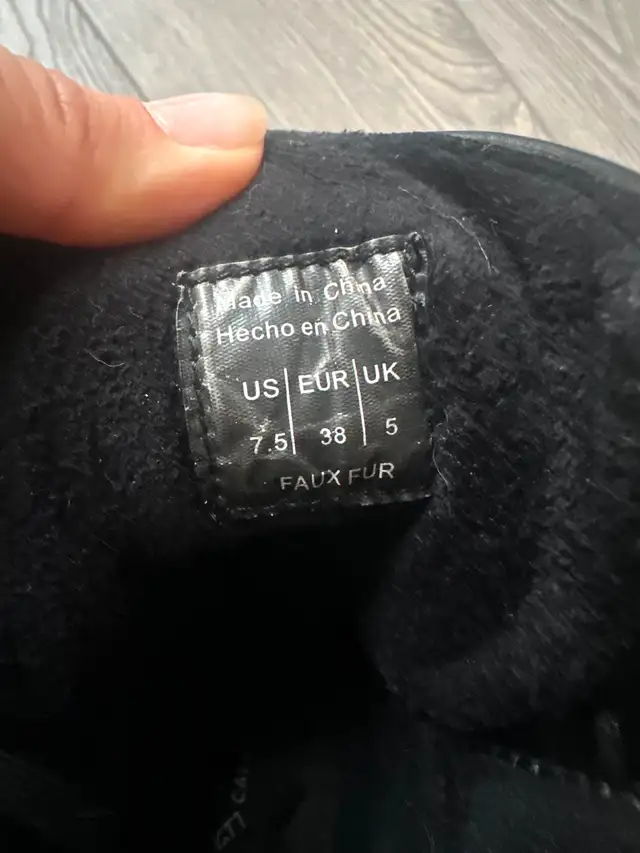 Made in China
Hecho en China
US EUR UK
7.5 38 5
FAUX FUR